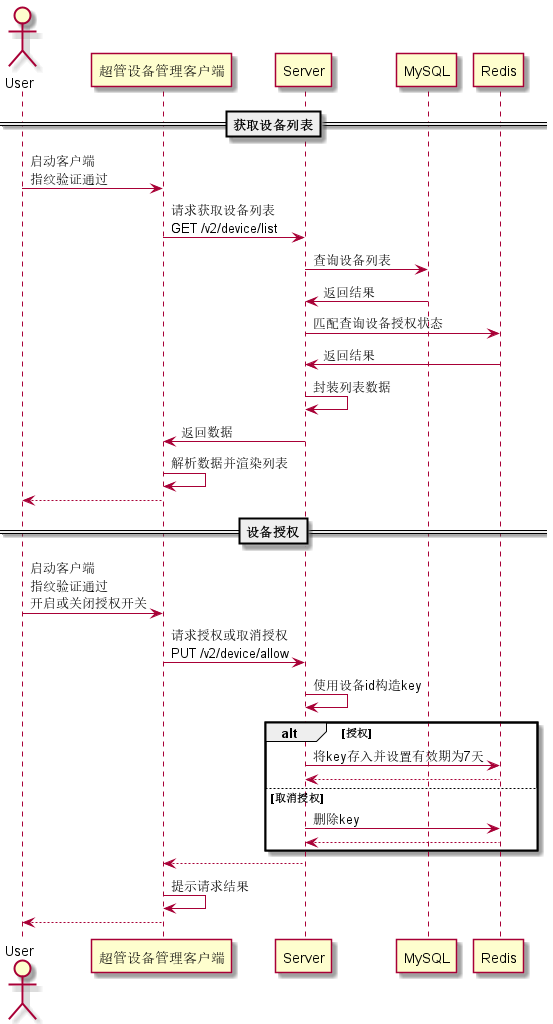 User
超管设备管理客户端
Server
MySQL
Redis
获取设备列表
启动客户端
指纹验证通过
请求获取设备列表
GET /v2/device/list
查询设备列表
返回结果
匹配查询设备授权状态
返回结果
封装列表数据
返回数据
解析数据并渲染列表
设备授权
启动客户端
指纹验证通过
开启或关闭授权开关
请求授权或取消授权
PUT /v2/device/allow
使用设备id构造key
alt
[授权]
将key存入并设置有效期为7天
[取消授权]
删除key
提示请求结果
User
超管设备管理客户端
Server
MySQL
Redis